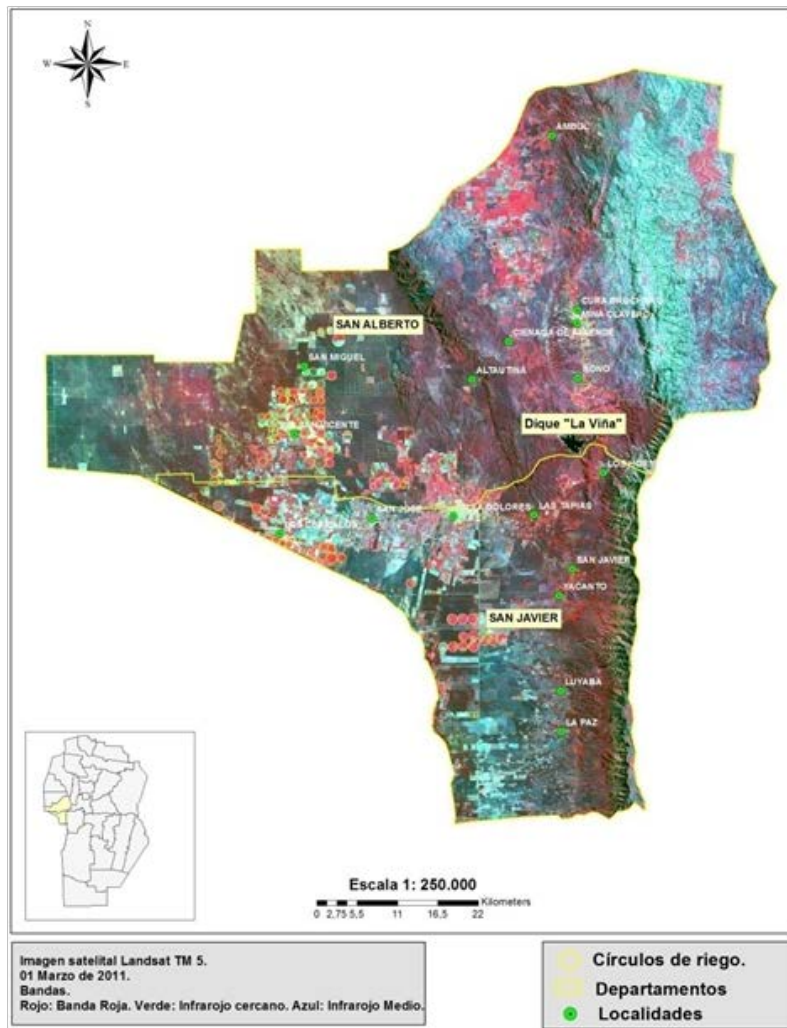 N
W
E
S
AMBUL
CURA BROCHERO
MINA CLAVERO
CIENAGA DE ALLENDE
SAN ALBERTO
SAN MIGUEL
ALTAUTINA
NONO
Dique "La Viña"
VICENTE
LOS
SAN JOSE
DOLORES
LAS TAPIAS
LOS CERRILLOS
SAN JAVIER
YACANTO
SAN JAVIER
LUYABA
LA PAZ
Escala 1: 250.000
Kilometers
0 2,75 5,5 11 16,5 22
Imagen satelital Landsat TM 5.
01 Marzo de 2011.
Bandas.
Rojo: Banda Roja. Verde: Infrarojo cercano. Azul: Infrarojo Medio.
Círculos de riego.
Departamentos
Localidades